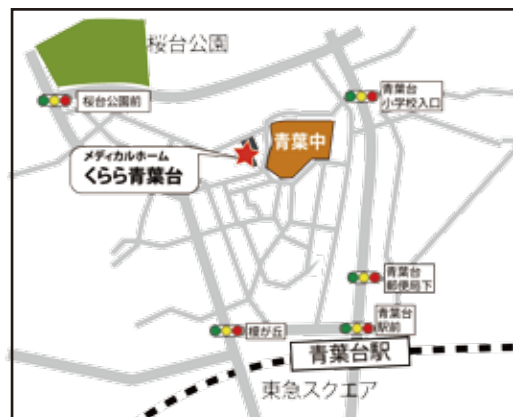 桜台公園
桜台公園前
青葉台
小学校入口
青葉中
メディカルホーム
くらら青葉台
青葉台
郵便局下
青葉台
駅前
榎が丘
青葉台駅
東急スクエア